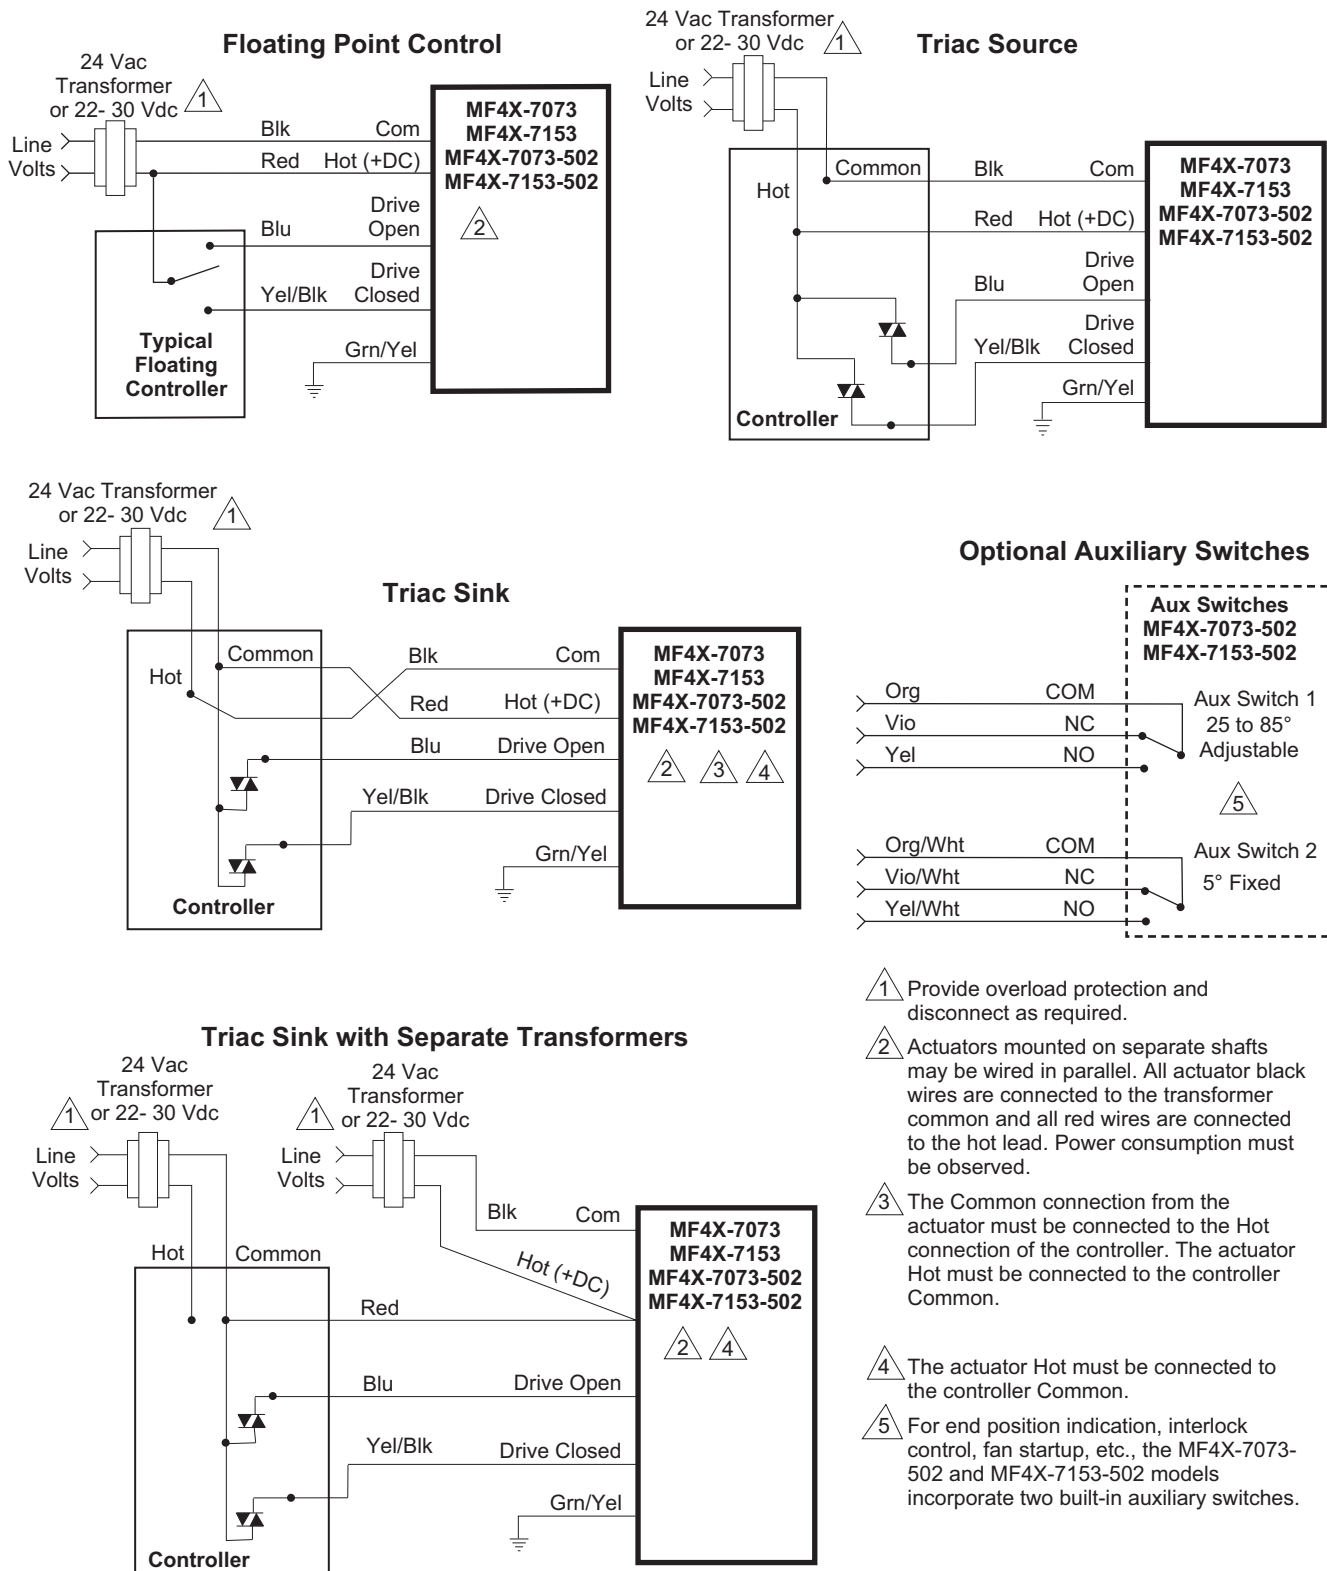 Floating Point Control
24 Vac
Transformer
or 22- 30 Vdc
1
Line
Volts
Blk
Com
Red
Hot (+DC)
Drive
Open
Blu
Drive
Closed
Yel/Blk
Grn/Yel
Typical
Floating
Controller
MF4X-7073
MF4X-7153
MF4X-7073-502
MF4X-7153-502
2
24 Vac Transformer
or 22- 30 Vdc
1
Triac Source
Line
Volts
Common
Hot
Blk
Com
Red
Hot (+DC)
Drive
Open
Blu
Drive
Closed
Yel/Blk
Grn/Yel
Controller
MF4X-7073
MF4X-7153
MF4X-7073-502
MF4X-7153-502
24 Vac Transformer
or 22- 30 Vdc
1
Line
Volts
Triac Sink
Common
Hot
Blk
Com
Red
Hot (+DC)
Blu
Drive Open
Yel/Blk
Drive Closed
Grn/Yel
Controller
MF4X-7073
MF4X-7153
MF4X-7073-502
MF4X-7153-502
2 3 4
Optional Auxiliary Switches
Aux Switches
MF4X-7073-502
MF4X-7153-502
Org
COM
Vio
NC
Yel
NO
Aux Switch 1
25 to 85°
Adjustable
5
Org/Wht
COM
Vio/Wht
NC
Yel/Wht
NO
Aux Switch 2
5° Fixed
Triac Sink with Separate Transformers
24 Vac
Transformer
or 22- 30 Vdc
1
Line
Volts
24 Vac
Transformer
or 22- 30 Vdc
1
Line
Volts
Hot
Common
Blk
Com
Hot (+DC)
Red
Blu
Drive Open
Yel/Blk
Drive Closed
Grn/Yel
Controller
MF4X-7073
MF4X-7153
MF4X-7073-502
MF4X-7153-502
2 4
1 Provide overload protection and
disconnect as required.
2 Actuators mounted on separate shafts
may be wired in parallel. All actuator black
wires are connected to the transformer
common and all red wires are connected
to the hot lead. Power consumption must
be observed.
3 The Common connection from the
actuator must be connected to the Hot
connection of the controller. The actuator
Hot must be connected to the controller
Common.
4 The actuator Hot must be connected to
the controller Common.
5 For end position indication, interlock
control, fan startup, etc., the MF4X-7073-
502 and MF4X-7153-502 models
incorporate two built-in auxiliary switches.